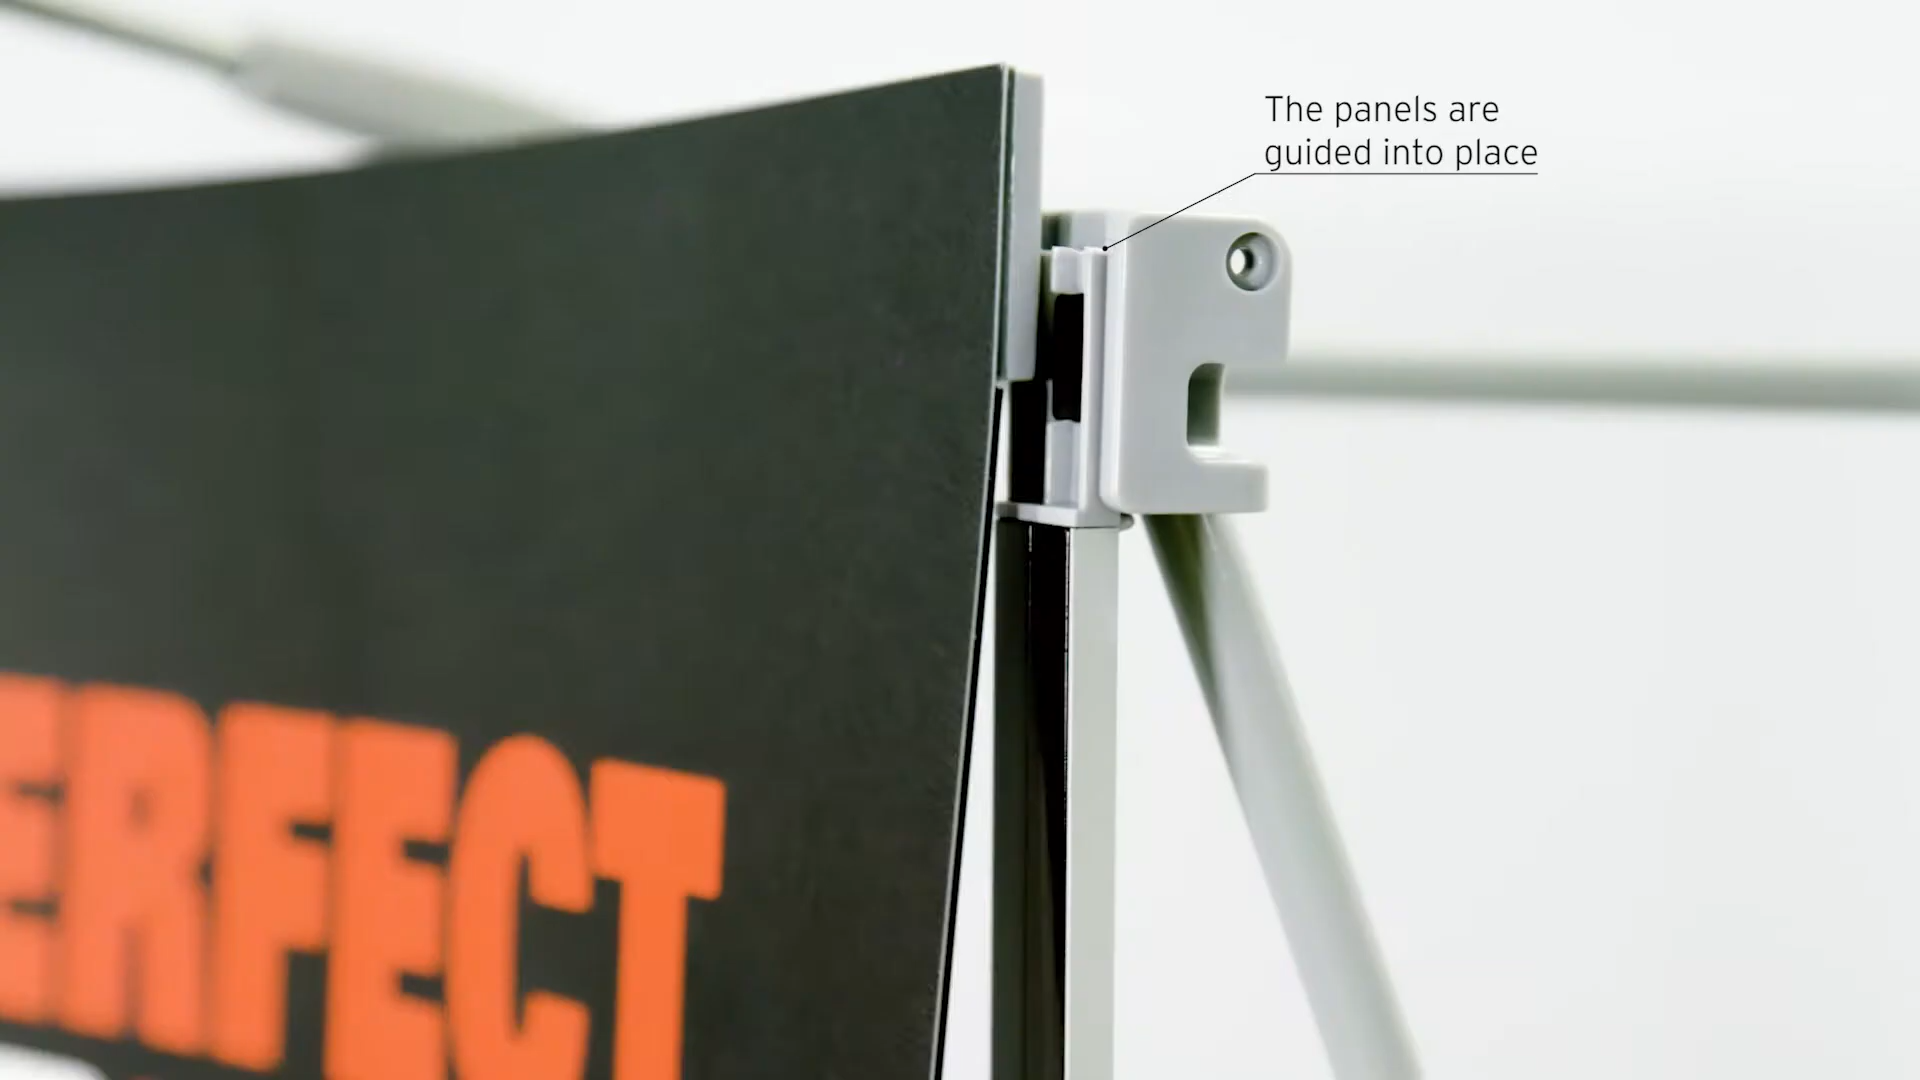 The panels are
guided into place
ERFECT